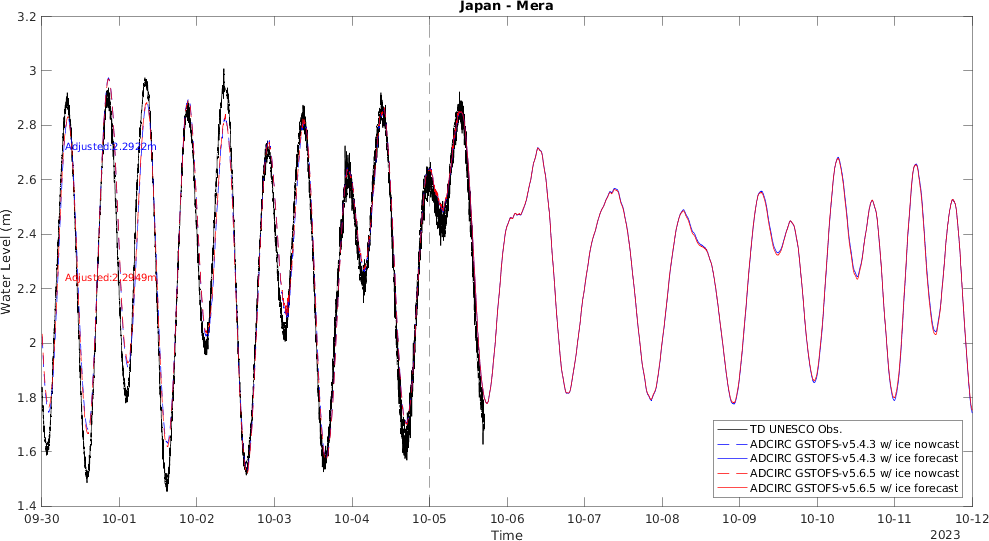 Japan - Mera
3.2
3
2.8
2.6
2.4
2.2
2
1.8
1.6
1.4
Water Level (m)
Adjusted:2.2922m
Adjusted:2.2949m
TD UNESCO Obs.
ADCIRC GSTOFS-v5.4.3 w/ ice nowcast
ADCIRC GSTOFS-v5.4.3 w/ ice forecast
ADCIRC GSTOFS-v5.6.5 w/ ice nowcast
ADCIRC GSTOFS-v5.6.5 w/ ice forecast
09-30 10-01 10-02 10-03 10-04 10-05 10-06 10-07 10-08 10-09 10-10 10-11 10-12
Time
2023